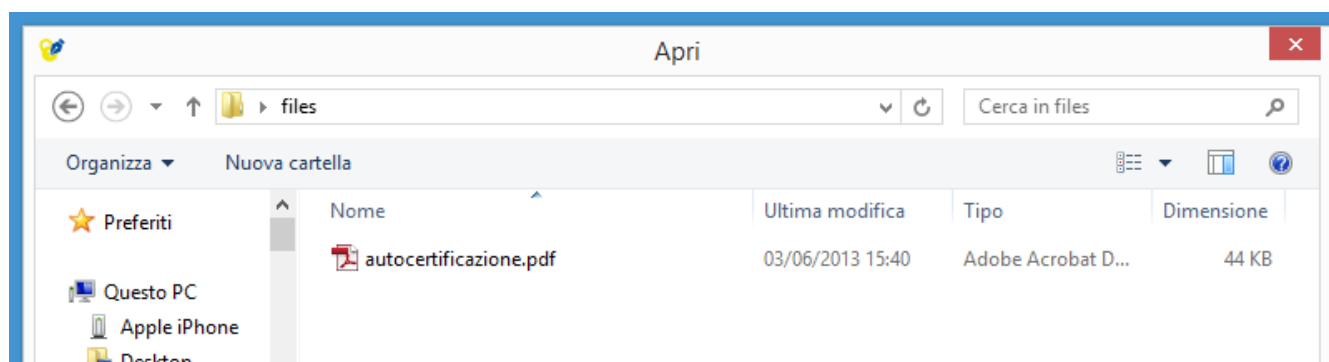 Apri
files
Cerca in files
Organizza Nuova cartella
Preferiti
Nome Ultima modifica Tipo Dimensione
autocertificazione.pdf 03/06/2013 15:40 Adobe Acrobat D... 44 KB
Questo PC
Apple iPhone
Desktop